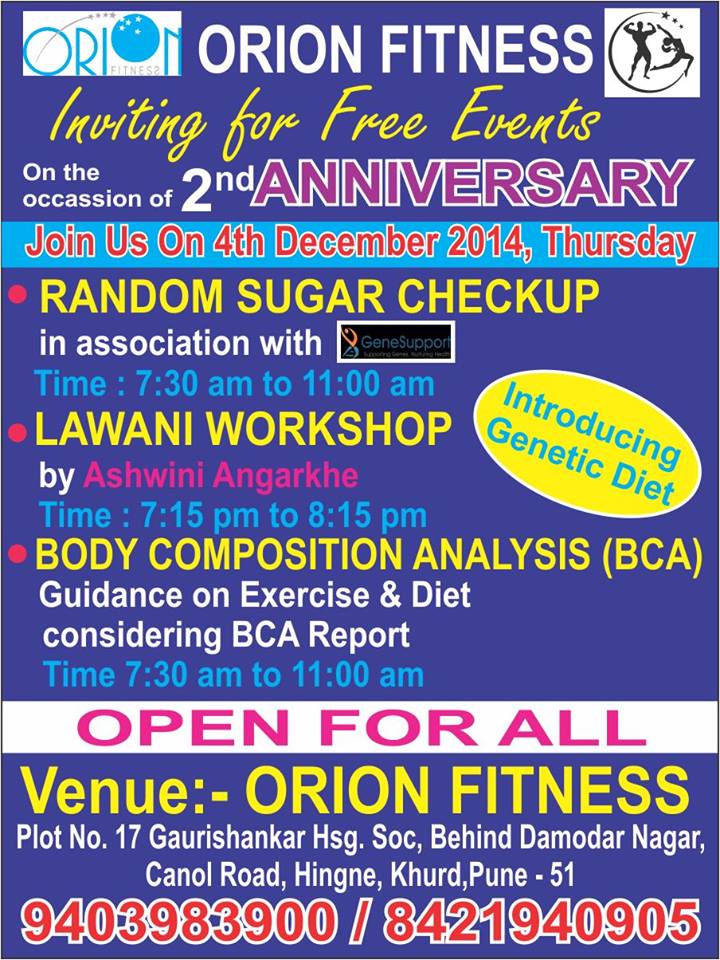 ORION
FITNESS
ORION FITNESS
Inviting for Free Events
On the
occassion of 2nd ANNIVERSARY
Join Us On 4th December 2014, Thursday
• RANDOM SUGAR CHECKUP
in association with GeneSupport
Supporting Genes, Nurturing Health
Time : 7:30 am to 11:00 am
• LAWANI WORKSHOP
by Ashwini Angarkhe
Time : 7:15 pm to 8:15 pm
Introducing
Genetic Diet
• BODY COMPOSITION ANALYSIS (BCA)
Guidance on Exercise & Diet
considering BCA Report
Time 7:30 am to 11:00 am
OPEN FOR ALL
Venue:- ORION FITNESS
Plot No. 17 Gaurishankar Hsg. Soc, Behind Damodar Nagar,
Canol Road, Hingne, Khurd,Pune - 51
9403983900 / 8421940905